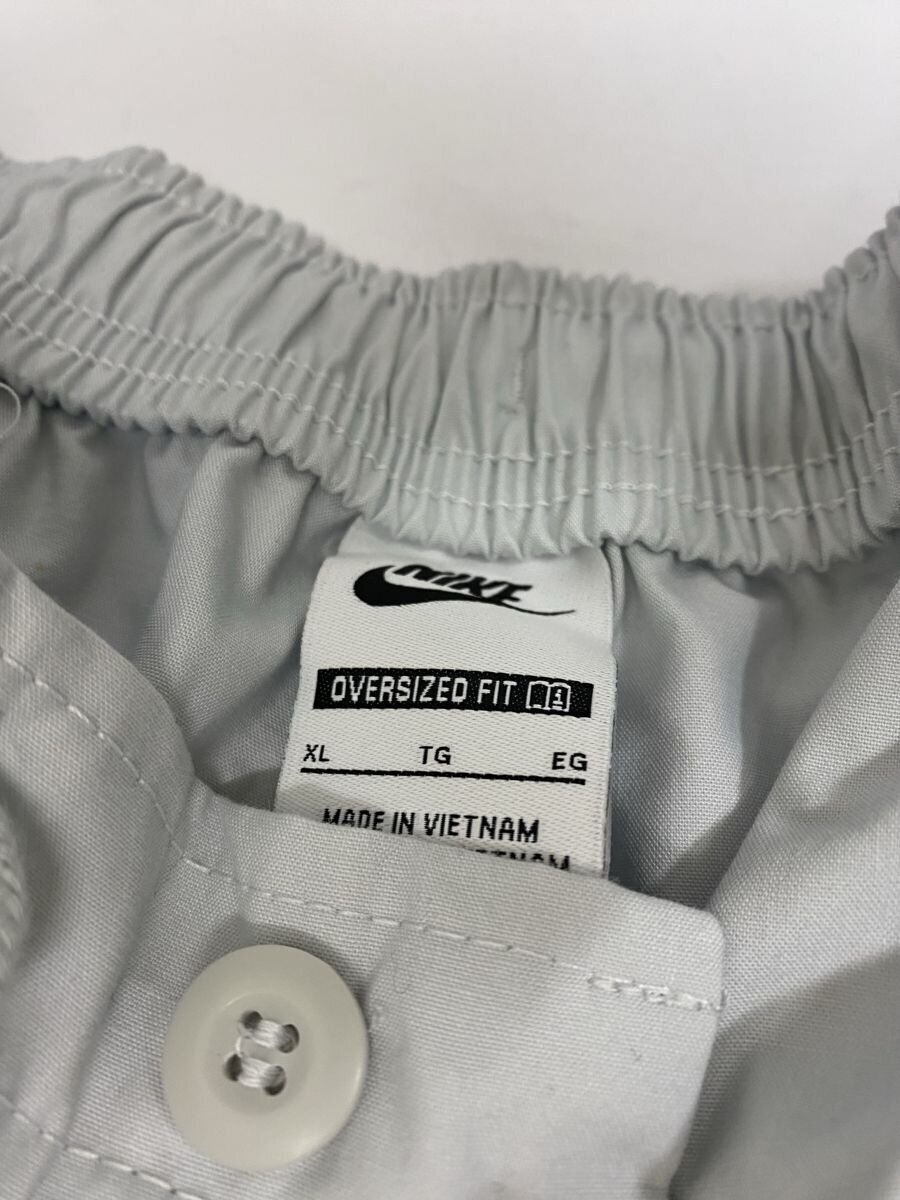 NIKE
OVERSIZED FIT
XL TG EG
MADE IN VIETNAM